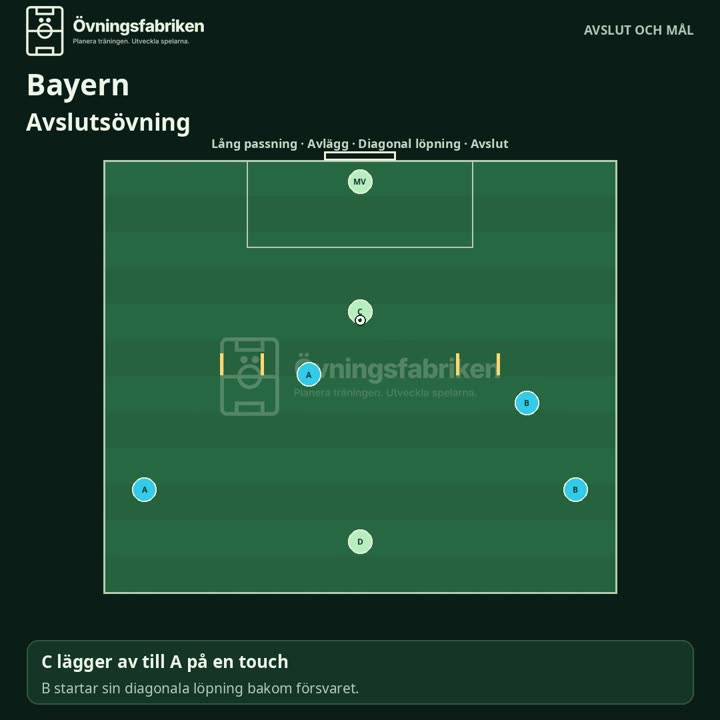 Övningsfabriken
Planera träningen. Utveckla spelarna.
AVSLUT OCH MÅL
Bayern
Avslutsövning
Lång passning · Avlägg · Diagonal löpning · Avslut
MV
C
Övningsfabriken
Planera träningen. Utveckla spelarna.
A
B
A
B
D
C lägger av till A på en touch
B startar sin diagonala löpning bakom försvaret.